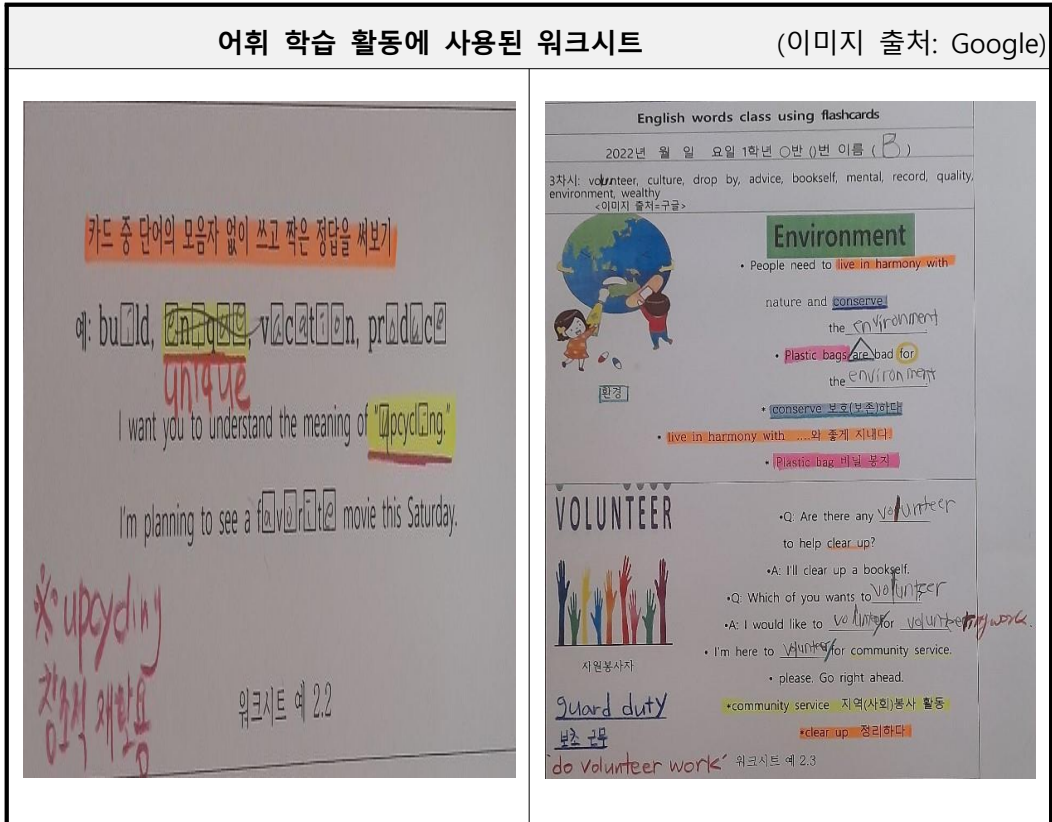 어휘 학습 활동에 사용된 워크시트 (이미지 출처: Google)
카드 중 단어의 모음자 없이 쓰고 짝은 정답을 써보기
예: build, enique, vacation, produce
unique
I want you to understand the meaning of "upcycling."
I'm planning to see a favorite movie this Saturday.
※ upcycling
창조적 재활용
워크시트 예 2.2
English words class using flashcards
2022년 월 일 요일 1학년 ○반 ()번 이름 ( B )
3차시: volunteer, culture, drop by, advice, bookself, mental, record, quality,
environment, wealthy
<이미지 출처=구글>
환경
Environment
• People need to live in harmony with
nature and conserve
the environment
• Plastic bags are bad for
the environment
* conserve 보호(보존)하다
• live in harmony with ....와 좋게 지내다
• Plastic bag 비닐 봉지
VOLUNTEER
자원봉사자
•Q: Are there any volunteer
to help clear up?
•A: I'll clear up a bookself.
•Q: Which of you wants to volunteer
•A: I would like to volunteer for volunteering work.
• I'm here to volunteer for community service.
• please. Go right ahead.
*community service 지역(사회)봉사 활동
*clear up 정리하다
guard duty
보초 근무
'do volunteer work'
워크시트 예 2.3